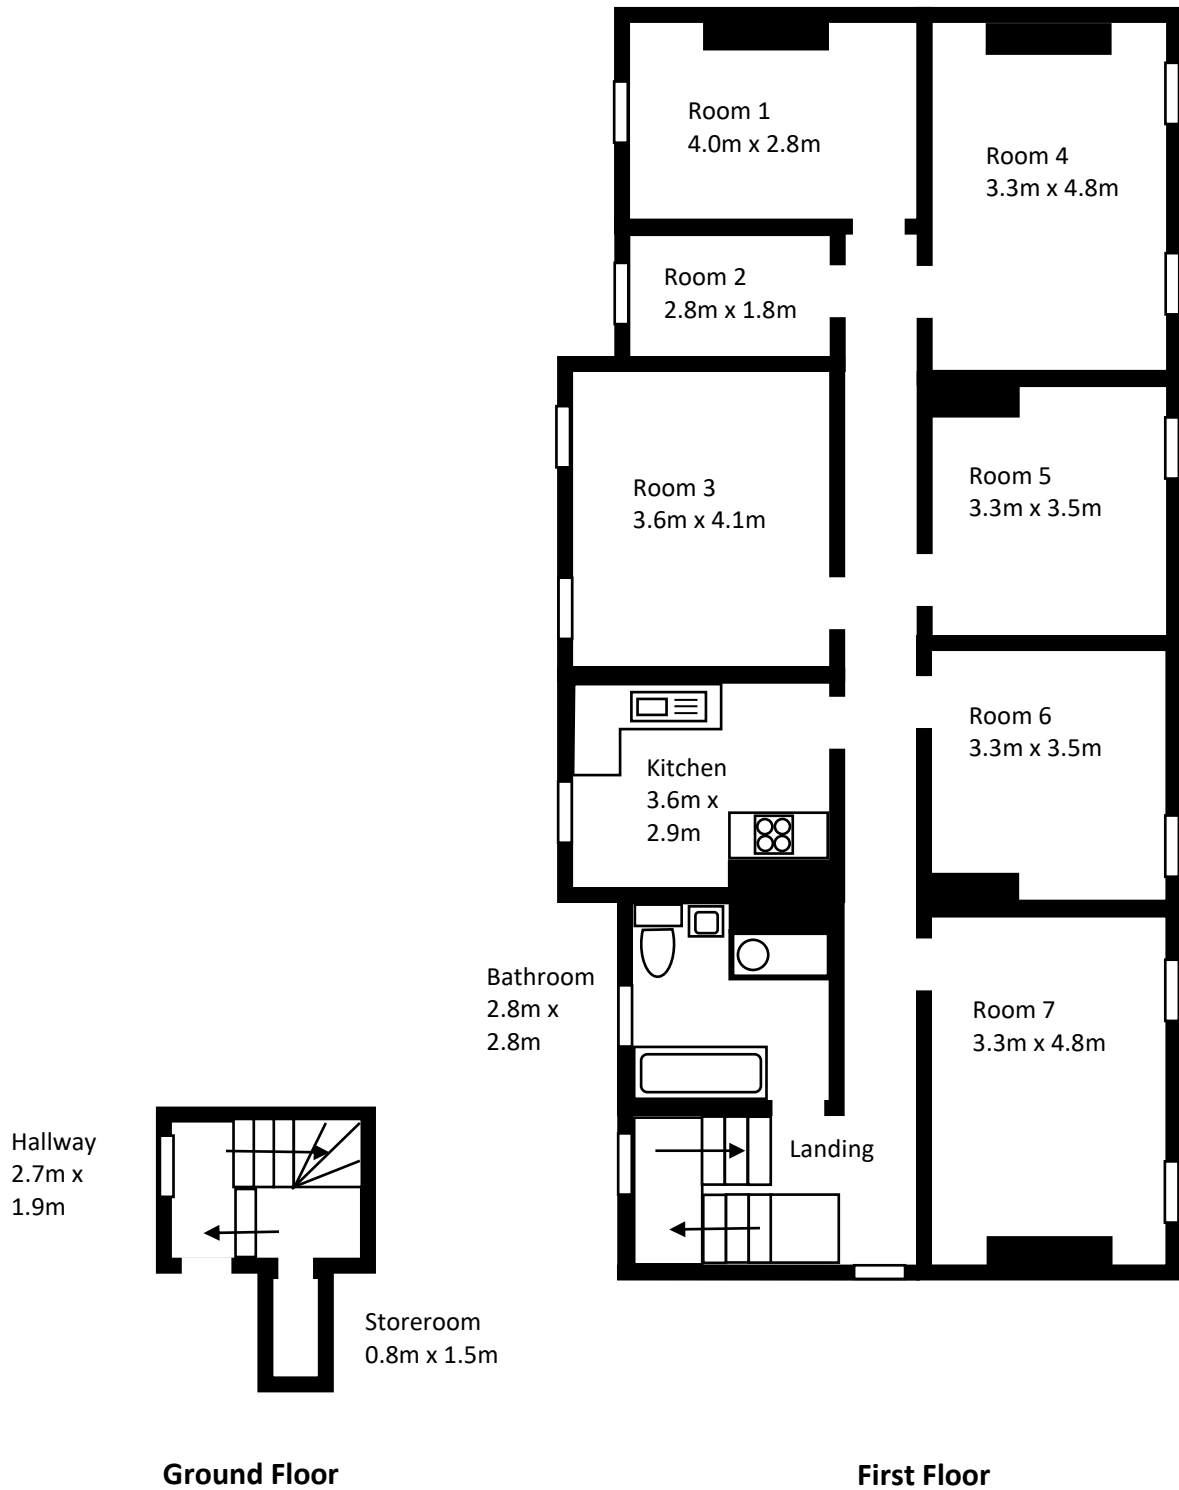 Room 1
4.0m x 2.8m
Room 4
3.3m x 4.8m
Room 2
2.8m x 1.8m
Room 3
3.6m x 4.1m
Room 5
3.3m x 3.5m
Room 6
3.3m x 3.5m
Kitchen
3.6m x
2.9m
Bathroom
2.8m x
2.8m
Room 7
3.3m x 4.8m
Landing
Hallway
2.7m x
1.9m
Storeroom
0.8m x 1.5m
Ground Floor
First Floor